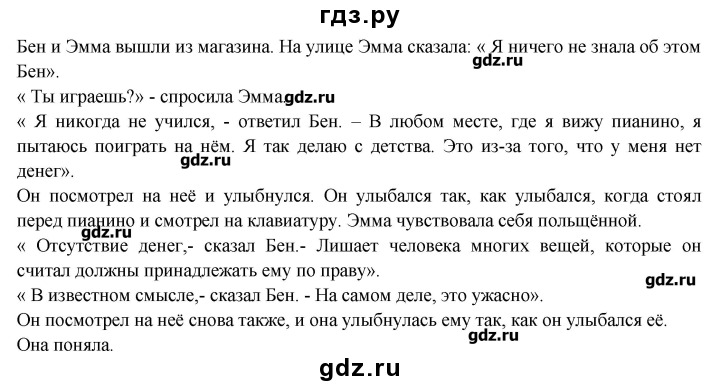 гдз.ру
Бен и Эмма вышли из магазина. На улице Эмма сказала: « Я ничего не знала об этом
gdz.ru
Бен».
« Ты играешь?» - спросила Эмма.
gdz.ru
« Я никогда не учился, - ответил Бен. – В любом месте, где я вижу пианино, я
пытаюсь поиграть на нём. Я так делаю с детства. Это из-за того, что у меня нет
gdz.ru
денег».
Он посмотрел на неё и улыбнулся. Он улыбался так, как улыбался, когда стоял
перед пианино и смотрел на клавиатуру. Эмма чувствовала себя польщённой.
gdz.ru
« Отсутствие денег,- сказал Бен.- Лишает человека многих вещей, которые он
считал должны принадлежать ему по праву».
gdz.ru
« В известном смысле,- сказал Бен. - На самом деле, это ужасно».
Он посмотрел на неё снова также, и она улыбнулась ему так, как он улыбался её.
Она поняла.
gdz.ru